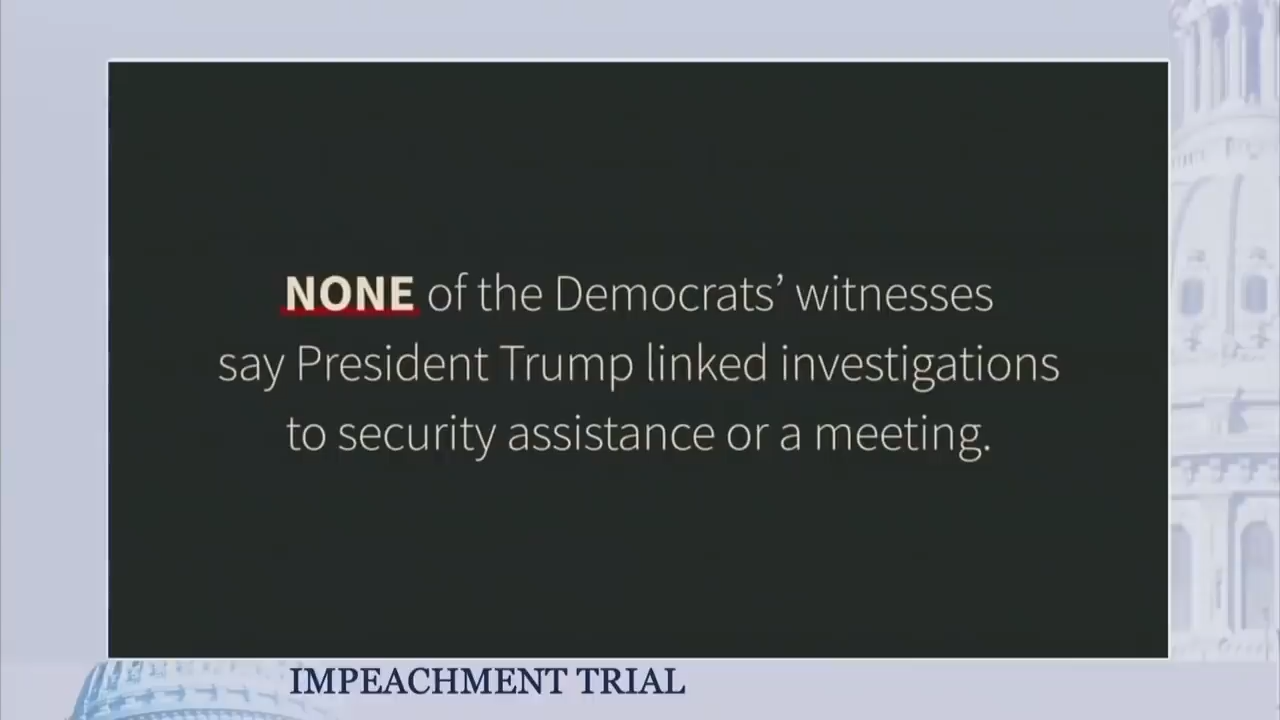 NONE of the Democrats’ witnesses
say President Trump linked investigations
to security assistance or a meeting.
IMPEACHMENT TRIAL